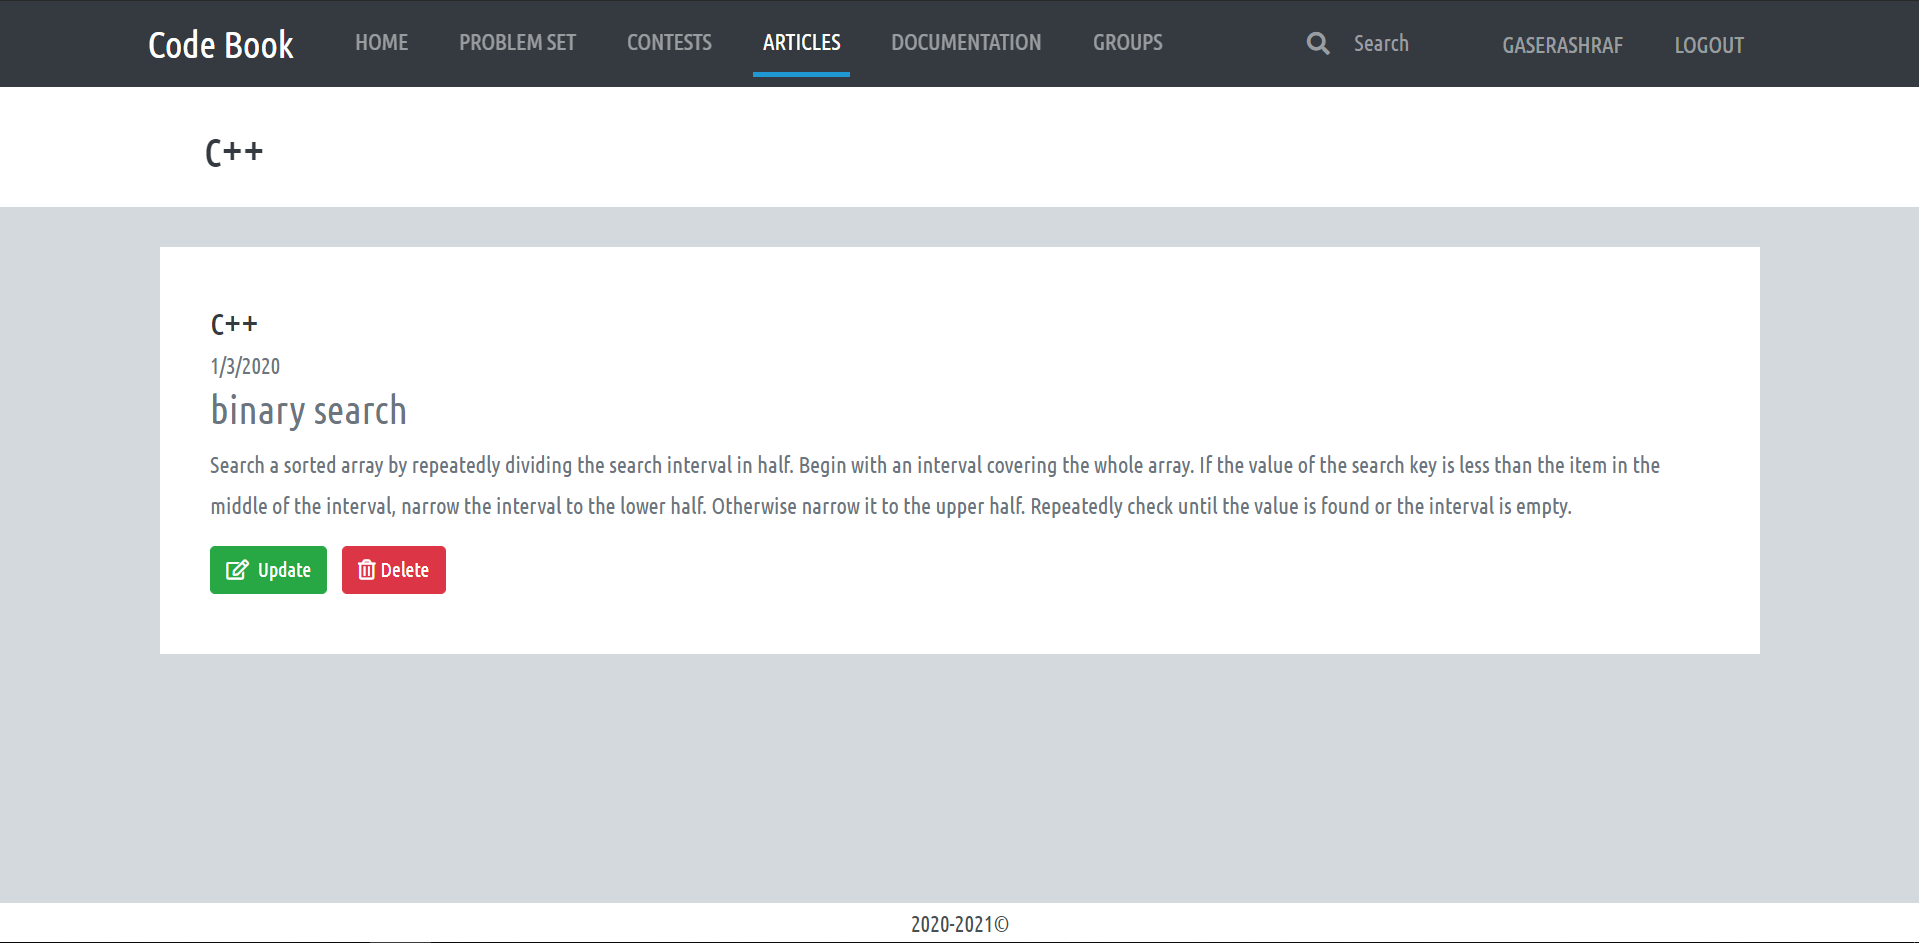 Code Book HOME PROBLEM SET CONTESTS ARTICLES DOCUMENTATION GROUPS Search GASERASHRAF LOGOUT
C++
C++
1/3/2020
binary search
Search a sorted array by repeatedly dividing the search interval in half. Begin with an interval covering the whole array. If the value of the search key is less than the item in the
middle of the interval, narrow the interval to the lower half. Otherwise narrow it to the upper half. Repeatedly check until the value is found or the interval is empty.
Update Delete
2020-2021©